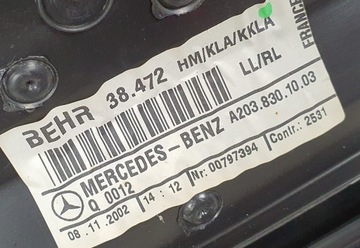 BEHR 38.472 HM/KLA/KKLA
LL/RL
FRANCE
MERCEDES-BENZ A203.830.10.03
Q 0012
08.11.2002 14:12 Nr: 00797394 Contr.: 2531